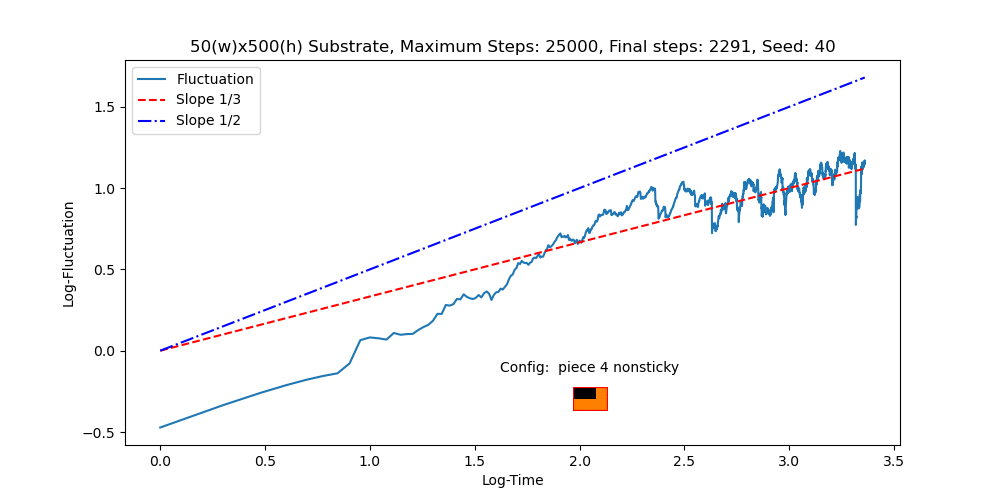 50(w)x500(h) Substrate, Maximum Steps: 25000, Final steps: 2291, Seed: 40
Fluctuation
Slope 1/3
Slope 1/2
Log-Fluctuation
1.5
1.0
0.5
0.0
−0.5
Config:  piece 4 nonsticky
0.0 0.5 1.0 1.5 2.0 2.5 3.0 3.5
Log-Time